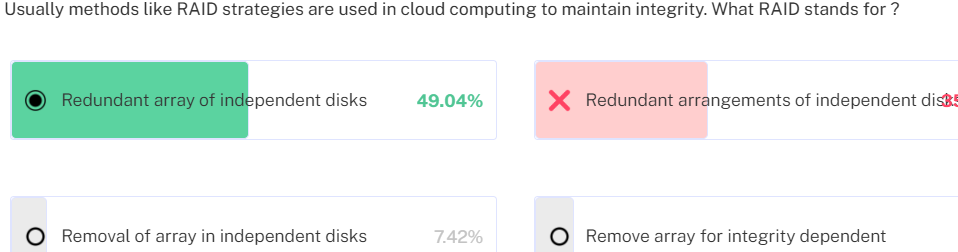 Usually methods like RAID strategies are used in cloud computing to maintain integrity. What RAID stands for ?
Redundant array of independent disks 49.04%
Redundant arrangements of independent disks
Removal of array in independent disks 7.42%
Remove array for integrity dependent